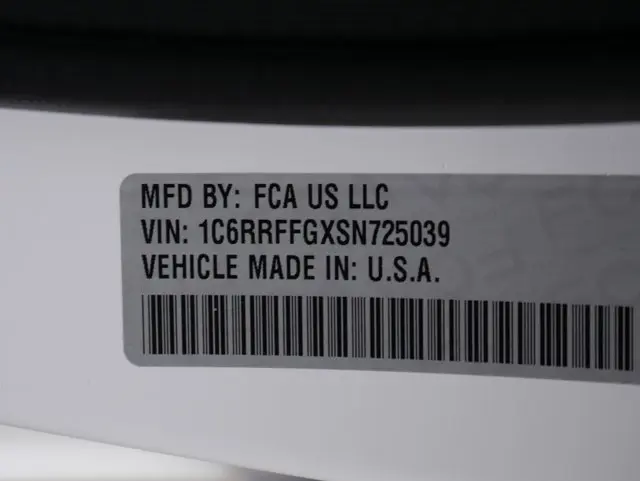 MFD BY: FCA US LLC
VIN: 1C6RRFFGXSN725039
VEHICLE MADE IN: U.S.A.